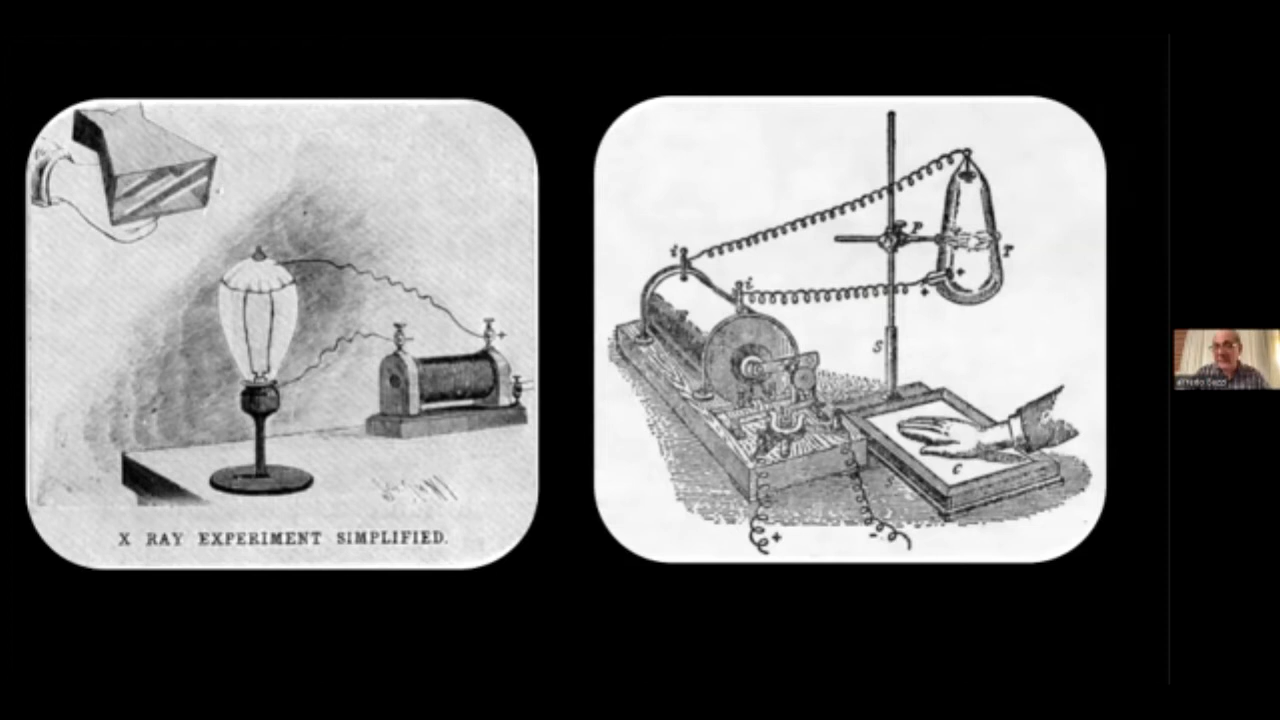 X RAY EXPERIMENT SIMPLIFIED.
i
i
P
T
+
+
S
C
+
-